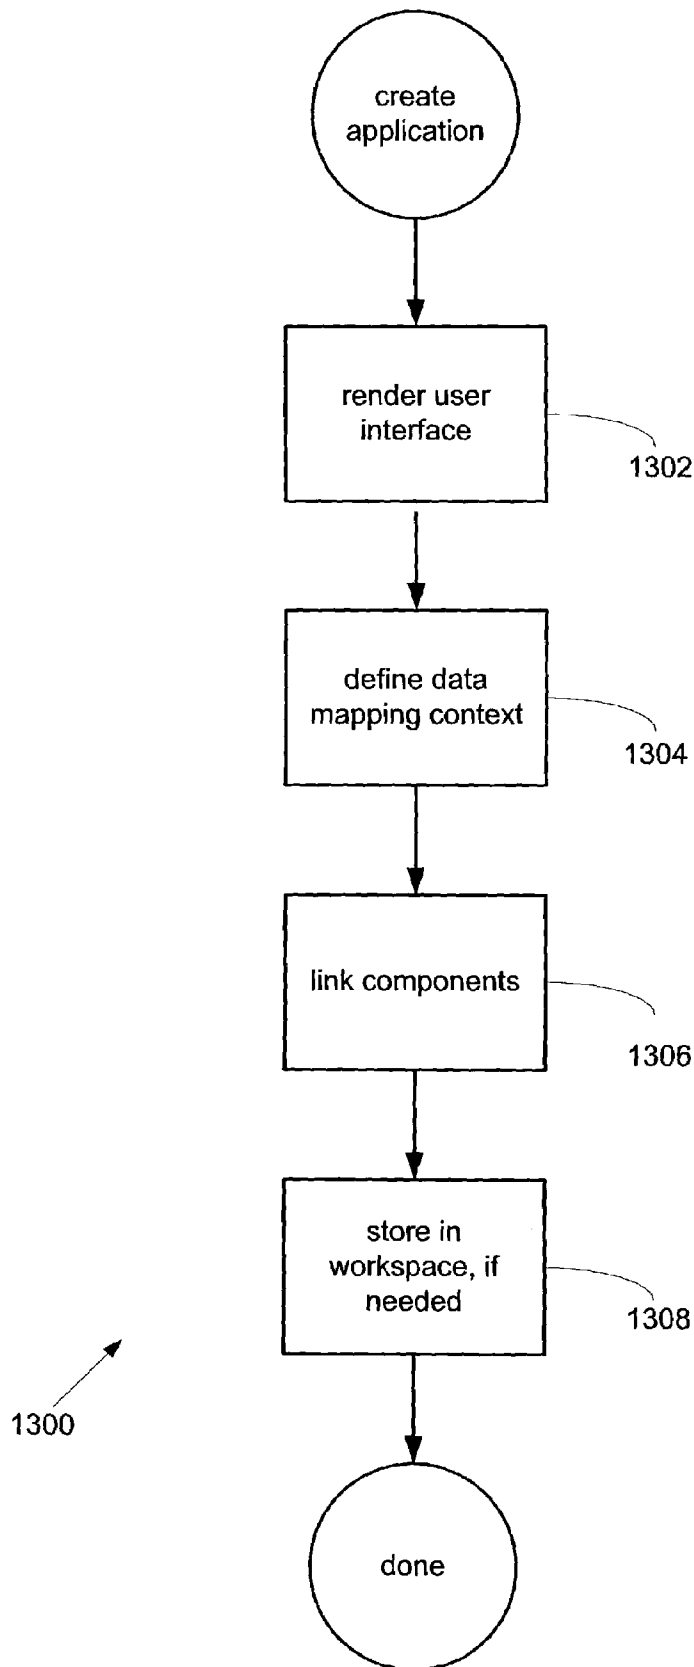 create
application
render user
interface
1302
define data
mapping context
1304
link components
1306
store in
workspace, if
needed
1308
1300
done